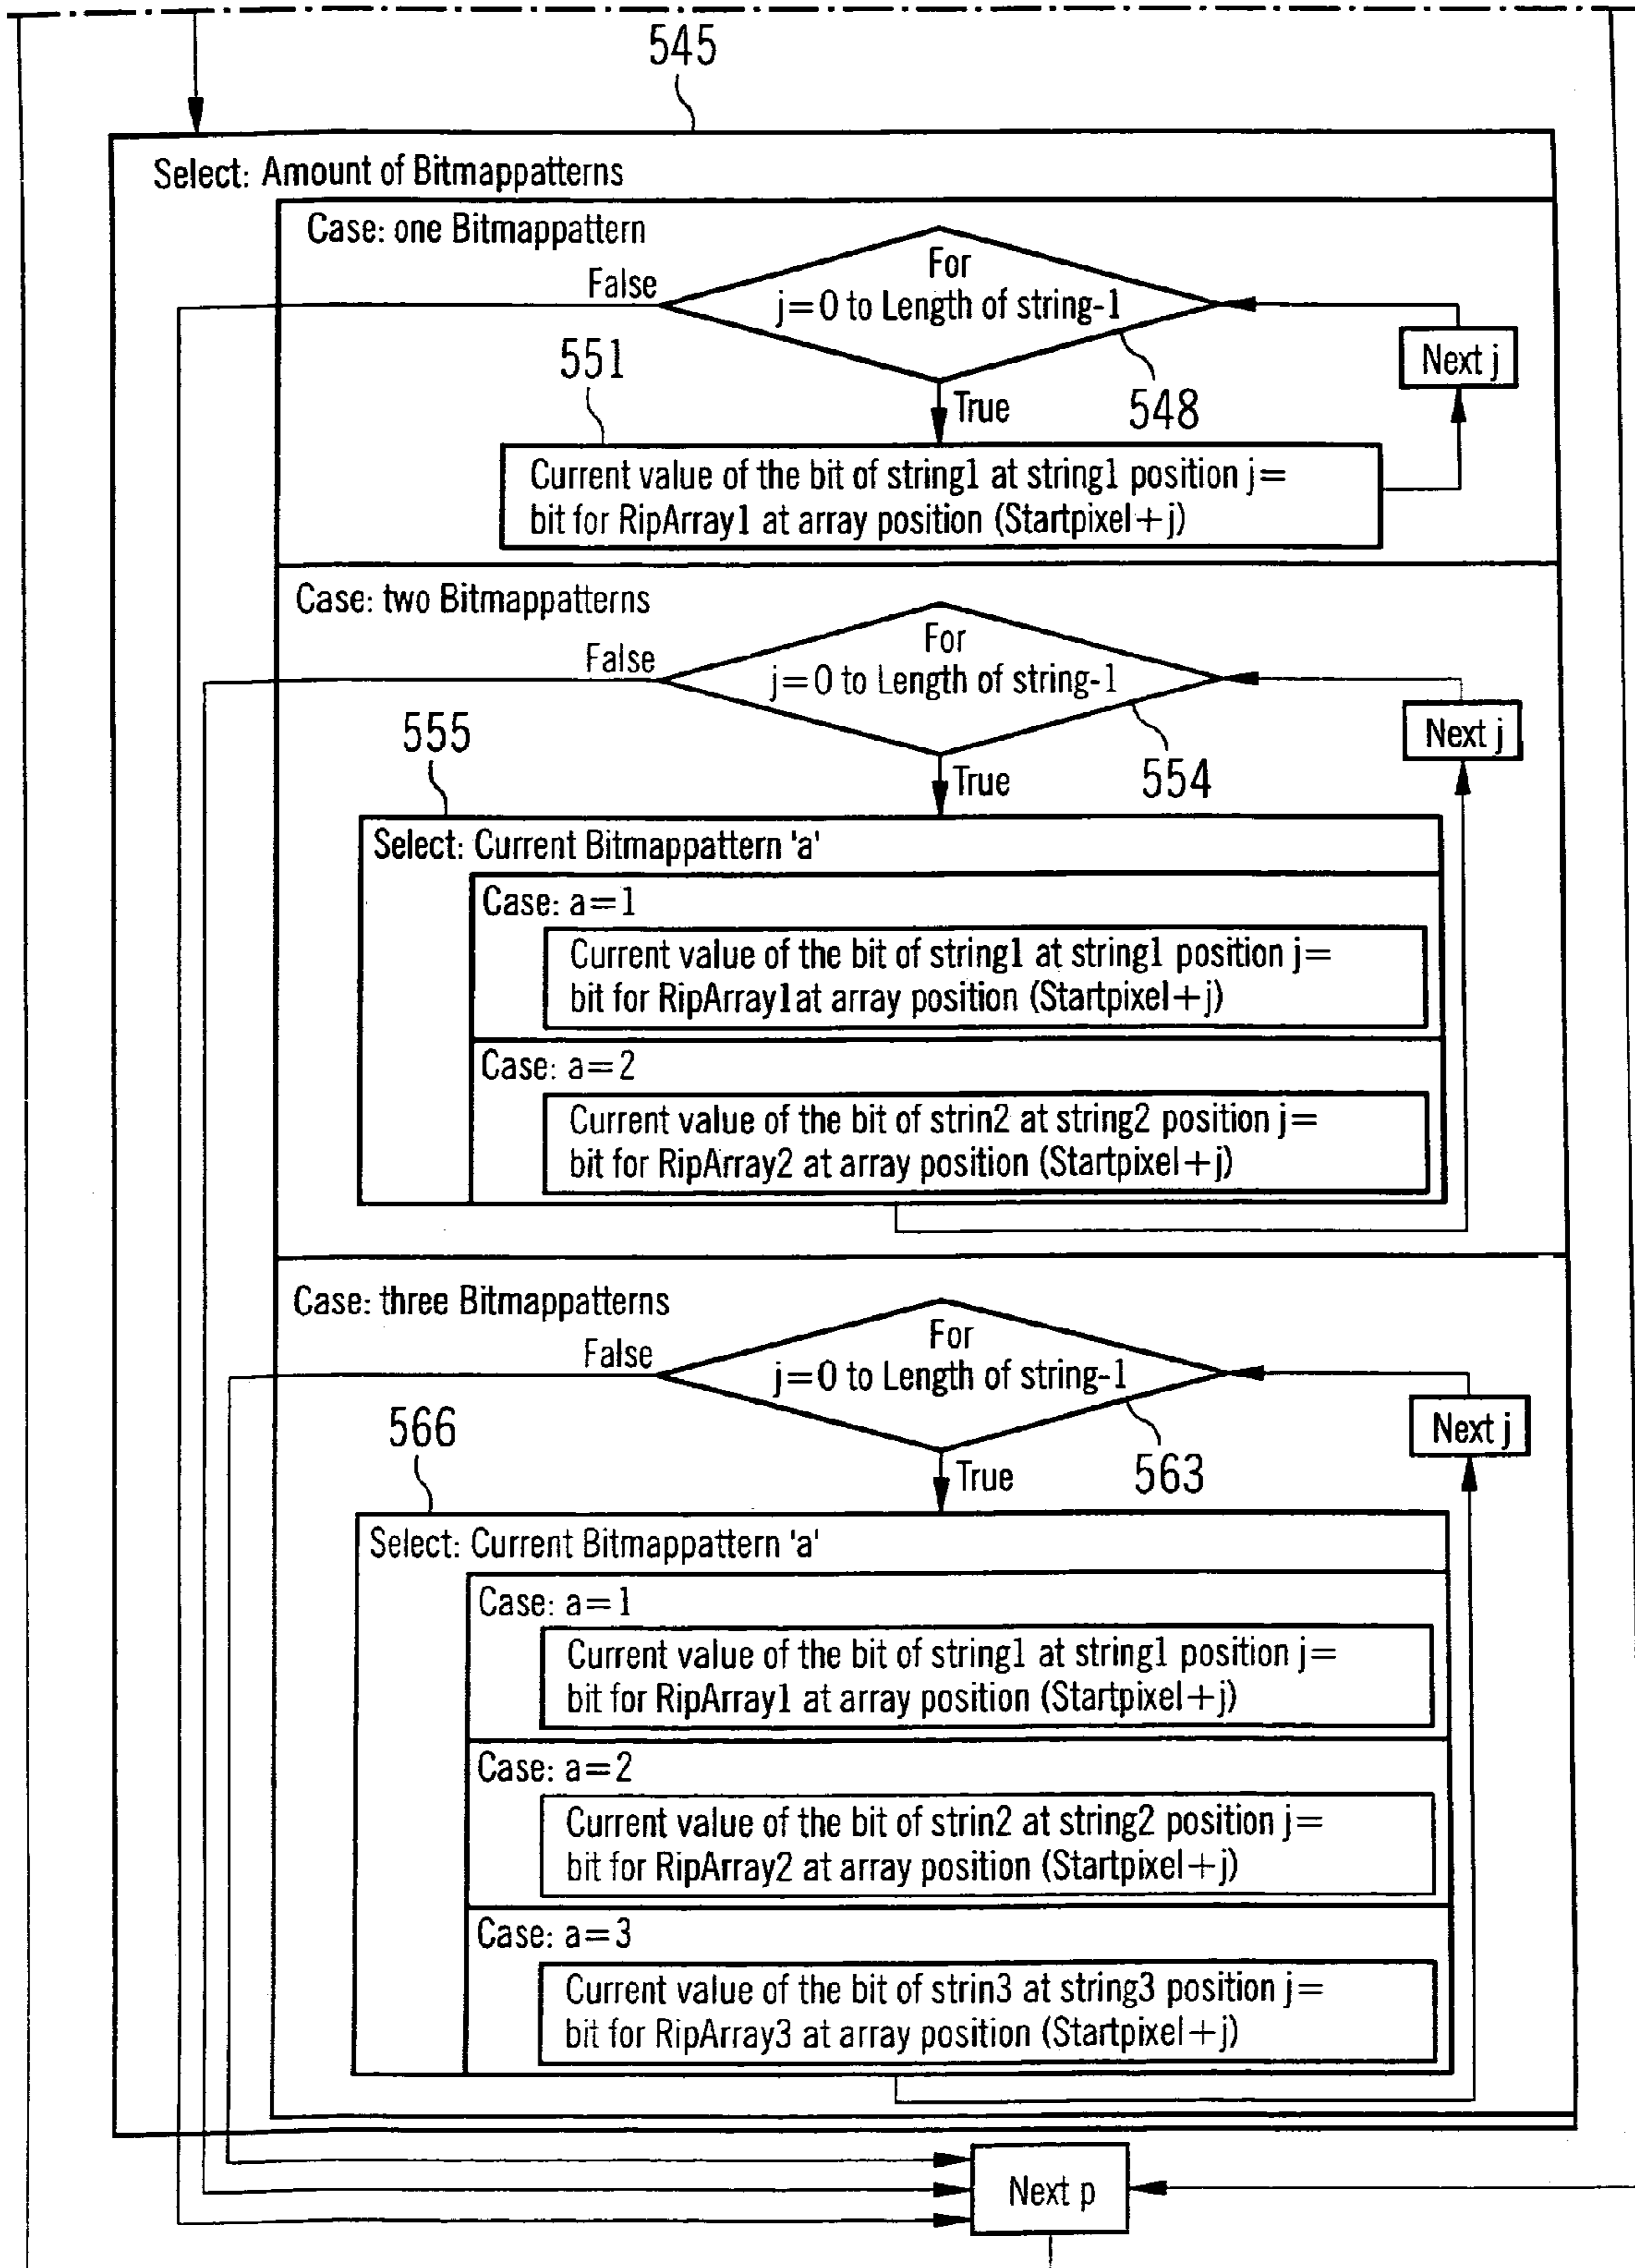 545
Select: Amount of Bitmappatterns
Case: one Bitmappattern
For
False
j=0 to Length of string-1
551
Next j
True
548
Current value of the bit of string1 at string1 position j=
bit for RipArray1 at array position (Startpixel+j)
Case: two Bitmappatterns
For
False
j=0 to Length of string-1
555
Next j
True
554
Select: Current Bitmappattern 'a'
Case: a=1
Current value of the bit of string1 at string1 position j=
bit for RipArray1at array position (Startpixel+j)
Case: a=2
Current value of the bit of strin2 at string2 position j=
bit for RipArray2 at array position (Startpixel+j)
Case: three Bitmappatterns
For
False
j=0 to Length of string-1
566
Next j
True
563
Select: Current Bitmappattern 'a'
Case: a=1
Current value of the bit of string1 at string1 position j=
bit for RipArray1 at array position (Startpixel+j)
Case: a=2
Current value of the bit of strin2 at string2 position j=
bit for RipArray2 at array position (Startpixel+j)
Case: a=3
Current value of the bit of strin3 at string3 position j=
bit for RipArray3 at array position (Startpixel+j)
Next p